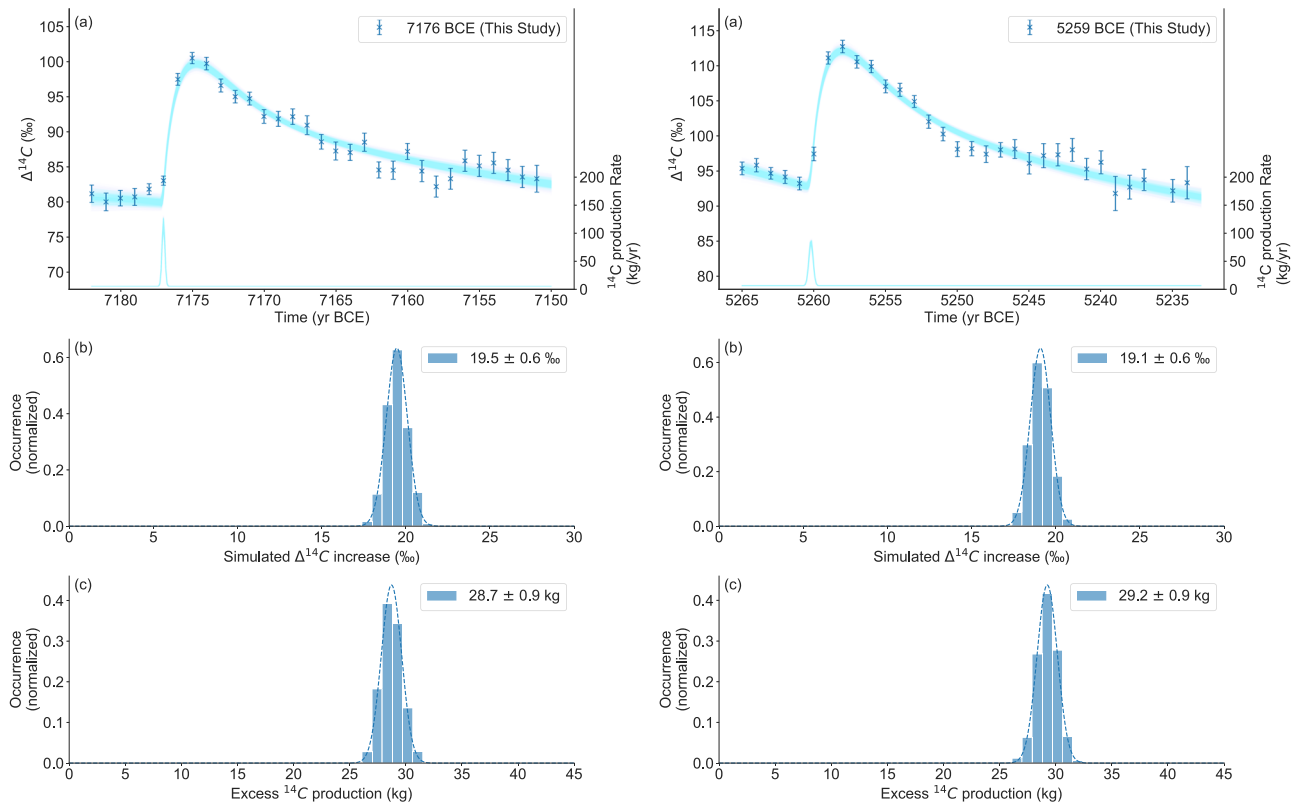 (a)
7176 BCE (This Study)
105
100
95
90
85
80
75
70
Δ¹⁴C (‰)
200
150
100
50
0
¹⁴C production Rate
(kg/yr)
7180 7175 7170 7165 7160 7155 7150
Time (yr BCE)
(b)
19.5 ± 0.6 ‰
0.6
0.4
0.2
0.0
Occurrence
(normalized)
0 5 10 15 20 25 30
Simulated Δ¹⁴C increase (‰)
(c)
28.7 ± 0.9 kg
0.4
0.3
0.2
0.1
0.0
Occurrence
(normalized)
0 5 10 15 20 25 30 35 40 45
Excess ¹⁴C production (kg)
(a)
5259 BCE (This Study)
115
110
105
100
95
90
85
80
Δ¹⁴C (‰)
200
150
100
50
0
¹⁴C production Rate
(kg/yr)
5265 5260 5255 5250 5245 5240 5235
Time (yr BCE)
(b)
19.1 ± 0.6 ‰
0.6
0.4
0.2
0.0
Occurrence
(normalized)
0 5 10 15 20 25 30
Simulated Δ¹⁴C increase (‰)
(c)
29.2 ± 0.9 kg
0.4
0.3
0.2
0.1
0.0
Occurrence
(normalized)
0 5 10 15 20 25 30 35 40 45
Excess ¹⁴C production (kg)